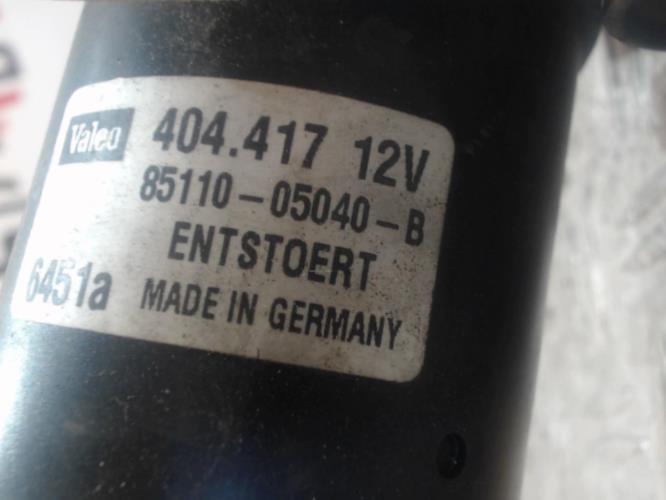 Valeo 404.417 12V
85110-05040-B
ENTSTOERT
6451a MADE IN GERMANY